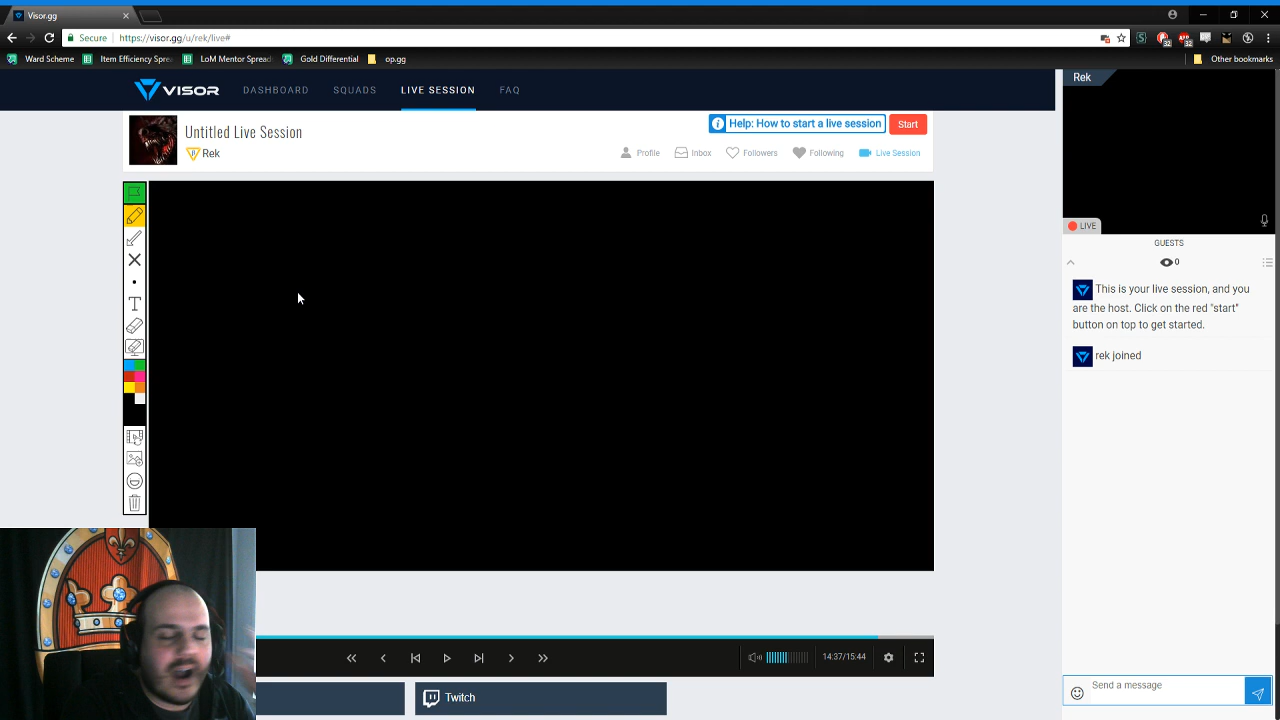 Visor.gg
Secure
https://visor.gg/u/rek/live#
Ward Scheme
Item Efficiency Spre
LoM Mentor Spread
Gold Differential
op.gg
Other bookmarks
VISOR
DASHBOARD
SQUADS
LIVE SESSION
FAQ
Rek
Untitled Live Session
Help: How to start a live session
Start
Rek
Profile
Inbox
Followers
Following
Live Session
LIVE
GUESTS
0
This is your live session, and you
are the host. Click on the red "start"
button on top to get started.
rek joined
T
14:37/15:44
Twitch
Send a message